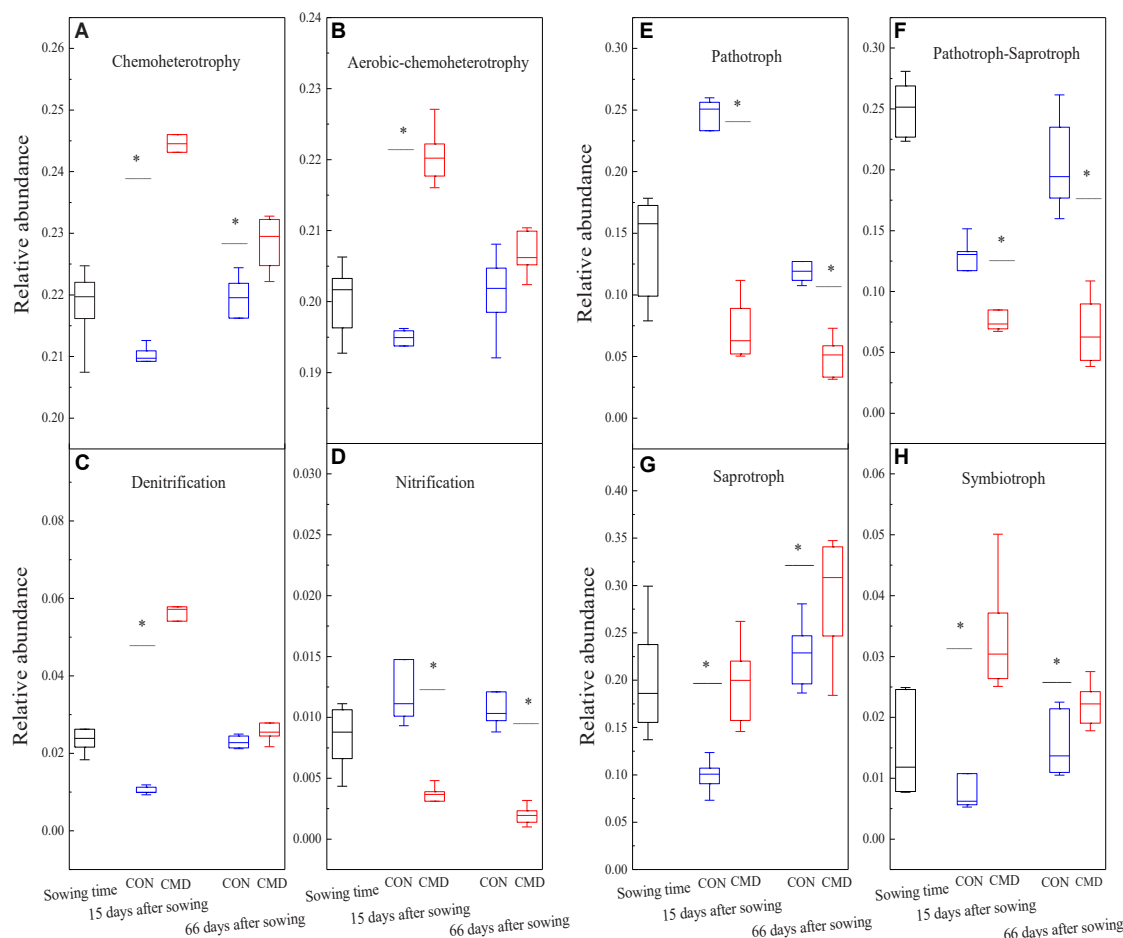 A
Chemoheterotrophy
0.26
0.25
0.24
0.23
0.22
0.21
0.20
Relative abundance
*
*
B
Aerobic-chemoheterotrophy
0.24
0.23
0.22
0.21
0.20
0.19
*
E
Pathotroph
0.30
0.25
0.20
0.15
0.10
0.05
0.00
Relative abundance
*
*
F
Pathotroph-Saprotroph
0.30
0.25
0.20
0.15
0.10
0.05
0.00
*
*
C
Denitrification
0.08
0.06
0.04
0.02
0.00
Relative abundance
*
Sowing time
CON CMD CON CMD
15 days after sowing
66 days after sowing
D
Nitrification
0.030
0.025
0.020
0.015
0.010
0.005
0.000
*
*
Sowing time
CON CMD CON CMD
15 days after sowing
66 days after sowing
G
Saprotroph
0.40
0.35
0.30
0.25
0.20
0.15
0.10
0.05
0.00
Relative abundance
*
*
Sowing time
CON CMD CON CMD
15 days after sowing
66 days after sowing
H
Symbiotroph
0.06
0.05
0.04
0.03
0.02
0.01
0.00
*
*
Sowing time
CON CMD CON CMD
15 days after sowing
66 days after sowing